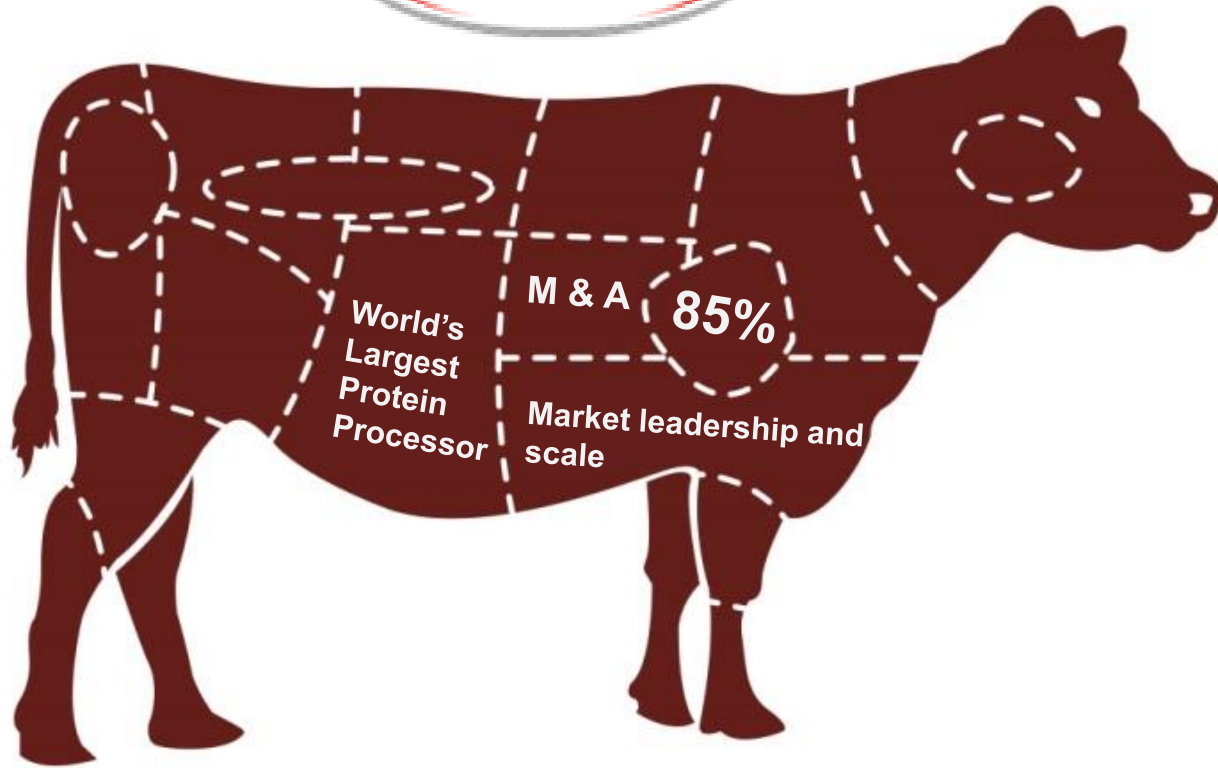 World’s
Largest
Protein
Processor
M & A
85%
Market leadership and
scale